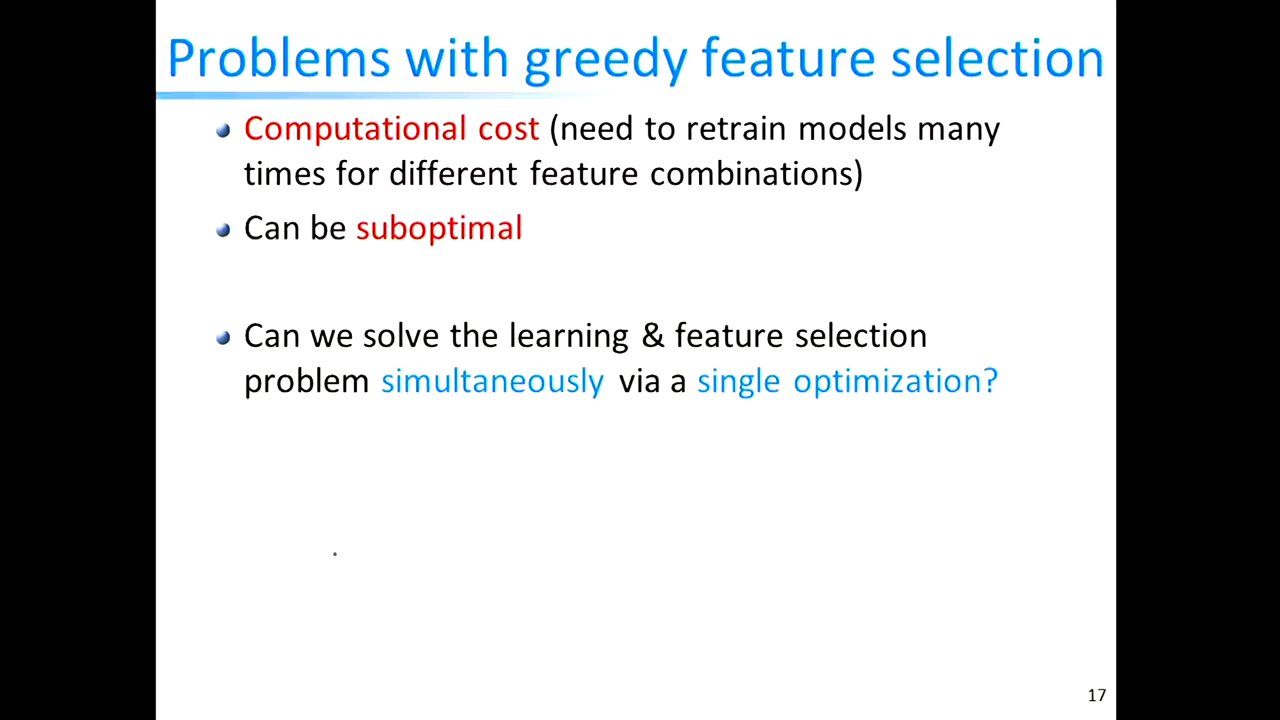 Problems with greedy feature selection
Computational cost (need to retrain models many
times for different feature combinations)
Can be suboptimal
Can we solve the learning & feature selection
problem simultaneously via a single optimization?
17